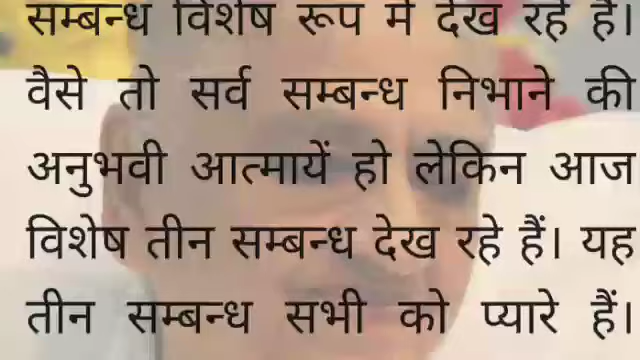 सम्बन्ध विशेष रूप में देख रहे हैं।
वैसे तो सर्व सम्बन्ध निभाने की
अनुभवी आत्मायें हो लेकिन आज
विशेष तीन सम्बन्ध देख रहे हैं। यह
तीन सम्बन्ध सभी को प्यारे हैं।